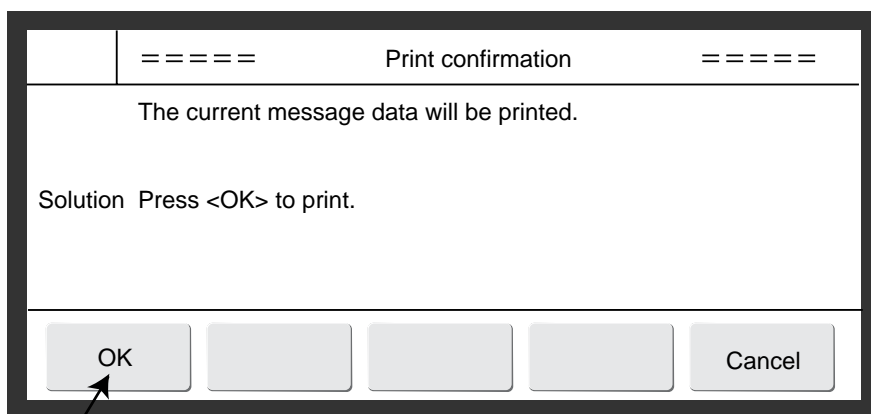 ===== Print confirmation =====
The current message data will be printed.
Solution Press <OK> to print.
OK Cancel